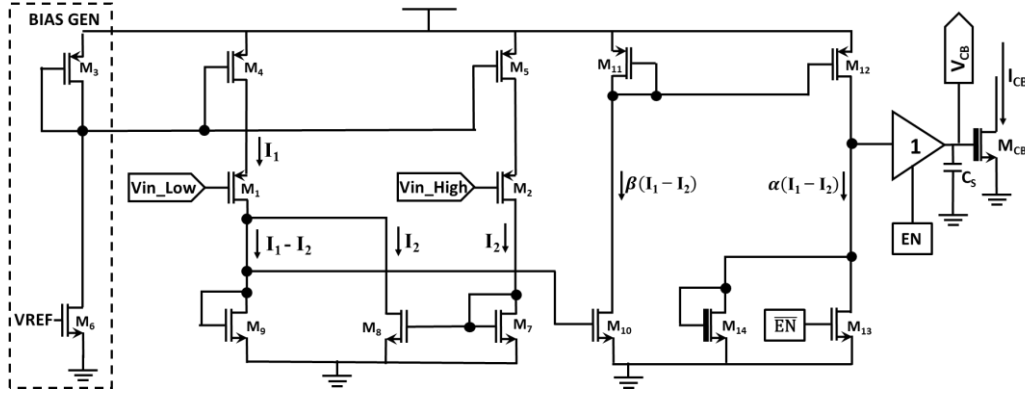 BIAS GEN
M3
M4
M5
M11
M12
VCB
ICB
MCB
1
CS
EN
I1
M1
Vin_Low
Vin_High
M2
β(I1 − I2)
α(I1 − I2)
I1 - I2
I2
I2
VREF
M6
M9
M8
M7
M10
M14
EN
M13